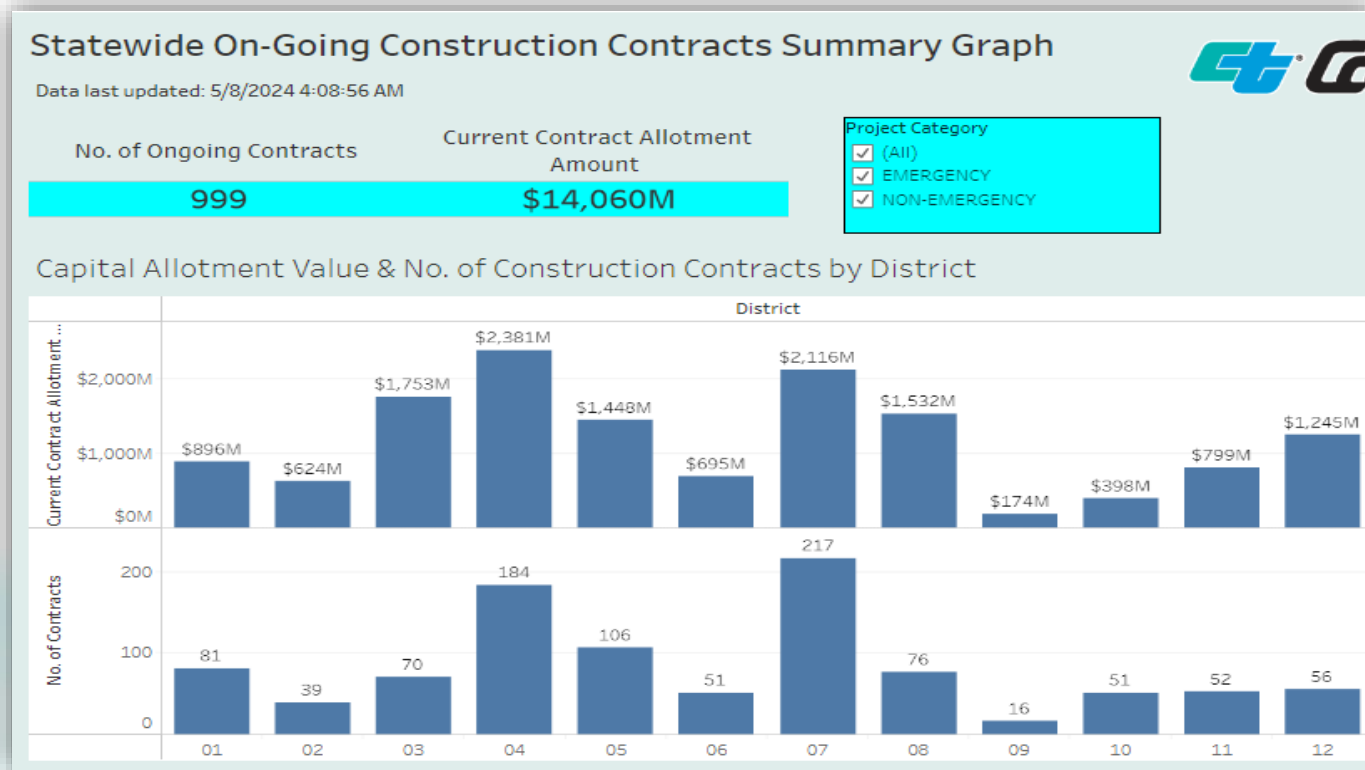 Statewide On-Going Construction Contracts Summary Graph
Data last updated: 5/8/2024 4:08:56 AM
No. of Ongoing Contracts
Current Contract Allotment
Amount
999
$14,060M
Project Category
(All)
EMERGENCY
NON-EMERGENCY
Capital Allotment Value & No. of Construction Contracts by District
District
Current Contract Allotment ...
$2,000M
$1,000M
$0M
$896M
$624M
$1,753M
$2,381M
$1,448M
$695M
$2,116M
$1,532M
$174M
$398M
$799M
$1,245M
No. of Contracts
200
100
0
81
39
70
184
106
51
217
76
16
51
52
56
01 02 03 04 05 06 07 08 09 10 11 12